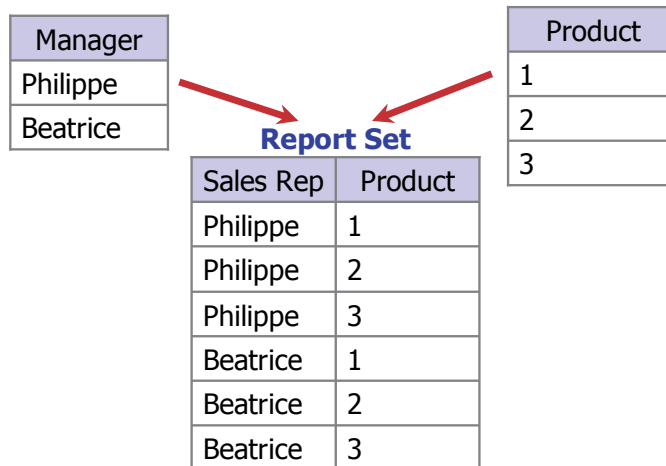 Manager
Philippe
Beatrice
Product
1
2
3
Report Set
Sales Rep Product
Philippe 1
Philippe 2
Philippe 3
Beatrice 1
Beatrice 2
Beatrice 3